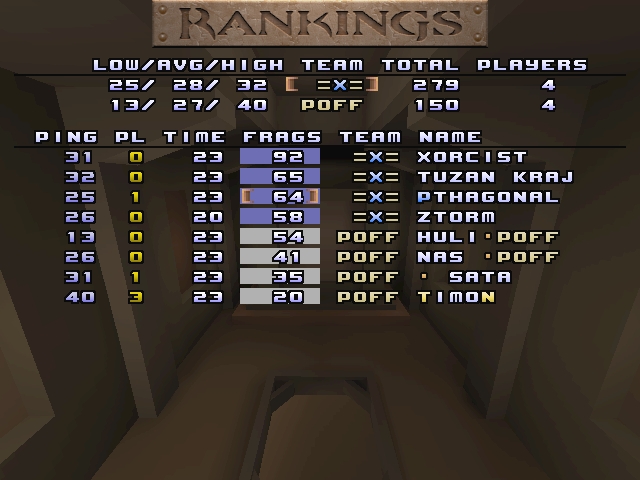 RANKINGS
LOW/AVG/HIGH TEAM TOTAL PLAYERS
25/ 28/ 32 [ =X= ] 279 4
13/ 27/ 40 POFF 150 4
PING PL TIME FRAGS TEAM NAME
31 0 23 92 =X= XORCIST
32 0 23 65 =X= TUZAN KRAJ
25 1 23 [ 64 ] =X= PTHAGONAL
26 0 20 58 =X= ZTORM
13 0 23 54 POFF HULI·POFF
26 0 23 41 POFF NAS ·POFF
31 1 23 35 POFF · SATA
40 3 23 20 POFF TIMON